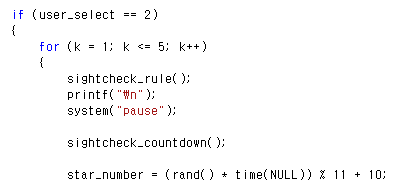 if (user_select == 2)
{
for (k = 1; k <= 5; k++)
{
sightcheck_rule();
printf("₩n");
system("pause");
sightcheck_countdown();
star_number = (rand() * time(NULL)) % 11 + 10;